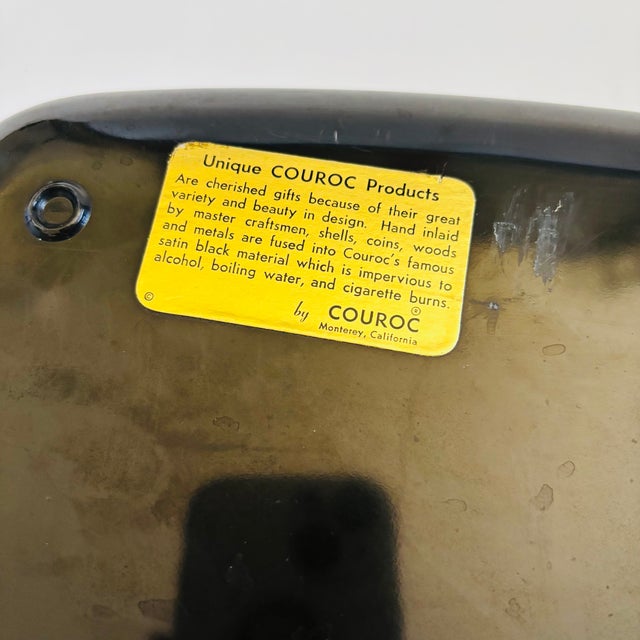 Unique COUROC Products
Are cherished gifts because of their great
variety and beauty in design. Hand inlaid
by master craftsmen, shells, coins, woods
and metals are fused into Couroc's famous
satin black material which is impervious to
alcohol, boiling water, and cigarette burns.
© by COUROC®
Monterey, California